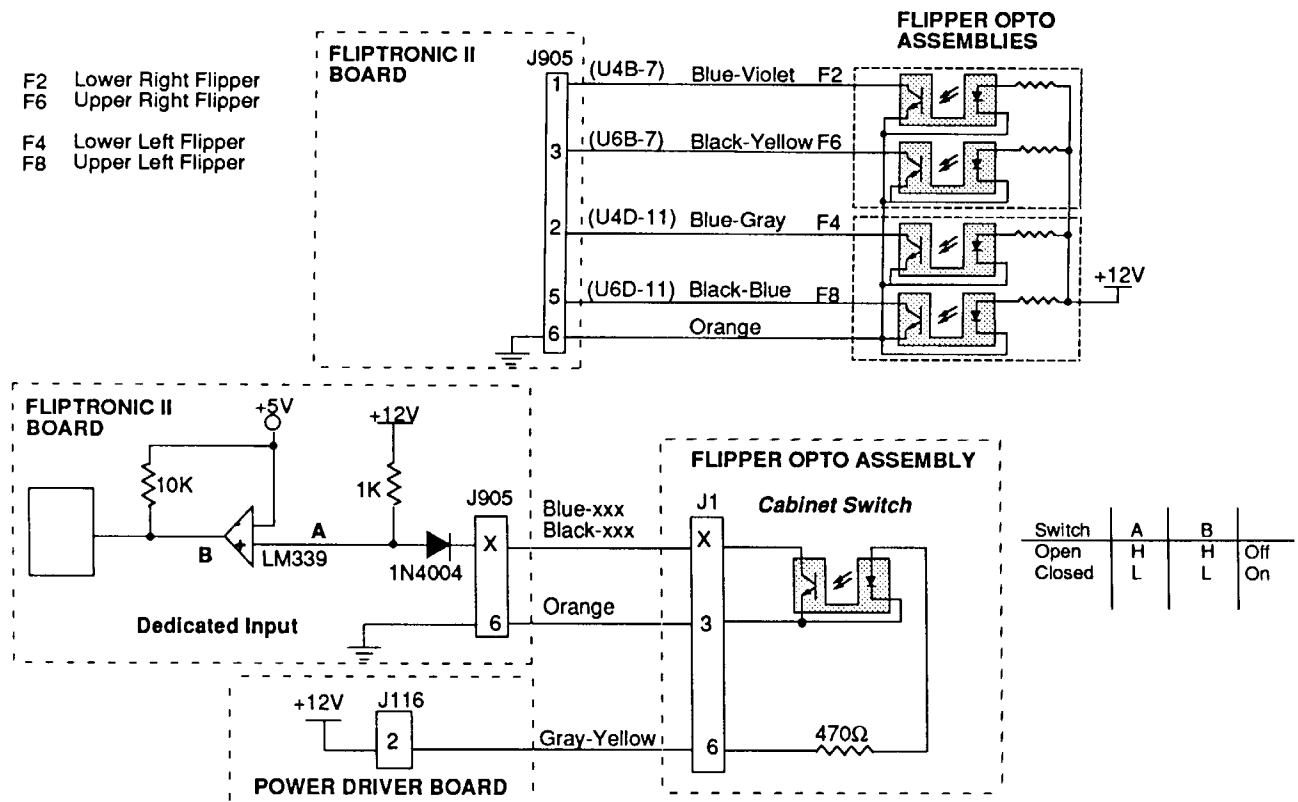 FLIPPER OPTO
ASSEMBLIES
FLIPTRONIC II
BOARD
J905
F2 Lower Right Flipper
F6 Upper Right Flipper
F4 Lower Left Flipper
F8 Upper Left Flipper
1 (U4B-7) Blue-Violet F2
3 (U6B-7) Black-Yellow F6
2 (U4D-11) Blue-Gray F4
5 (U6D-11) Black-Blue F8
6 Orange
+12V
FLIPTRONIC II
BOARD
+5V
+12V
10K
1K
J905
B
A
LM339
1N4004
X
6
Dedicated Input
Blue-xxx
Black-xxx
Orange
FLIPPER OPTO ASSEMBLY
J1
Cabinet Switch
X
3
6
470Ω
Switch A B
Open H H Off
Closed L L On
+12V
J116
2
Gray-Yellow
POWER DRIVER BOARD